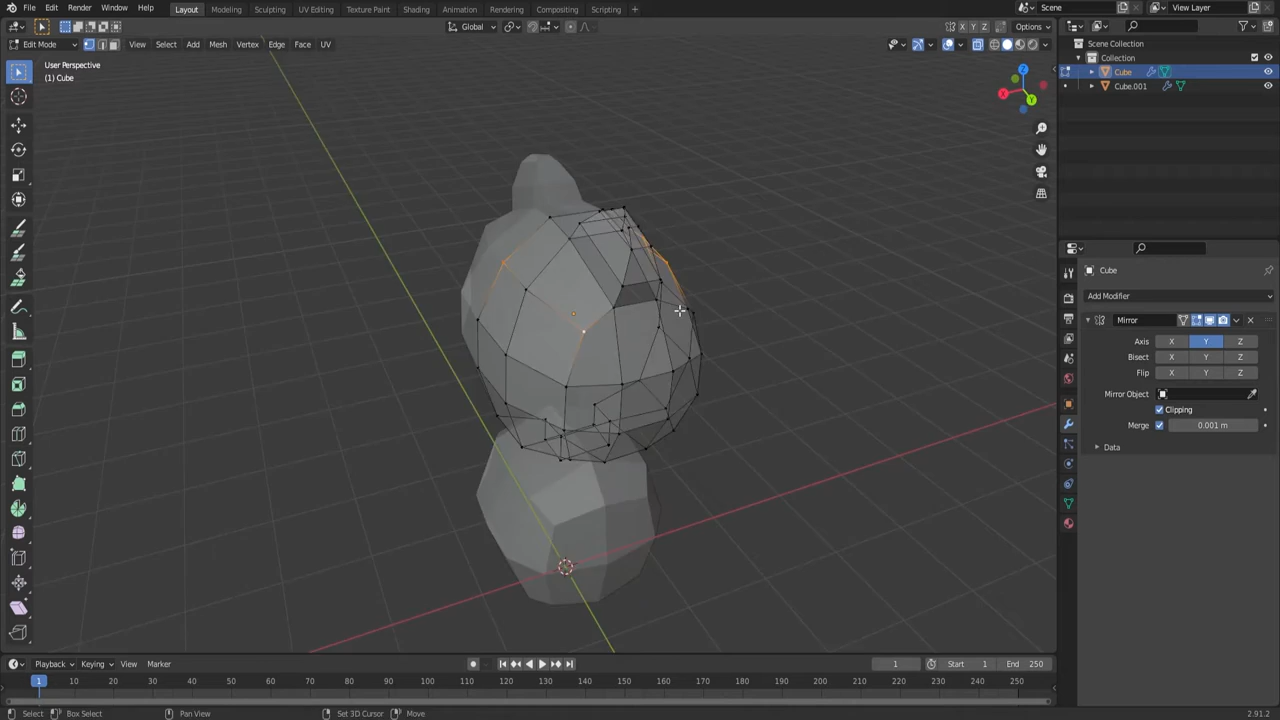 File Edit Render Window Help Layout Modeling Sculpting UV Editing Texture Paint Shading Animation Rendering Compositing Scripting + Scene View Layer
Global X Y Z Options
Edit Mode View Select Add Mesh Vertex Edge Face UV
Scene Collection
Collection
Cube
Cube.001
User Perspective
(1) Cube
Z
X
Y
Cube
Add Modifier
Mirror
Axis X Y Z
Bisect X Y Z
Flip X Y Z
Mirror Object
Clipping
Merge 0.001 m
Data
Playback Keying View Marker 1 Start 1 End 250
1 10 20 30 40 50 60 70 80 90 100 110 120 130 140 150 160 170 180 190 200 210 220 230 240 250
Select Box Select Pan View Set 3D Cursor Move 2.91.2